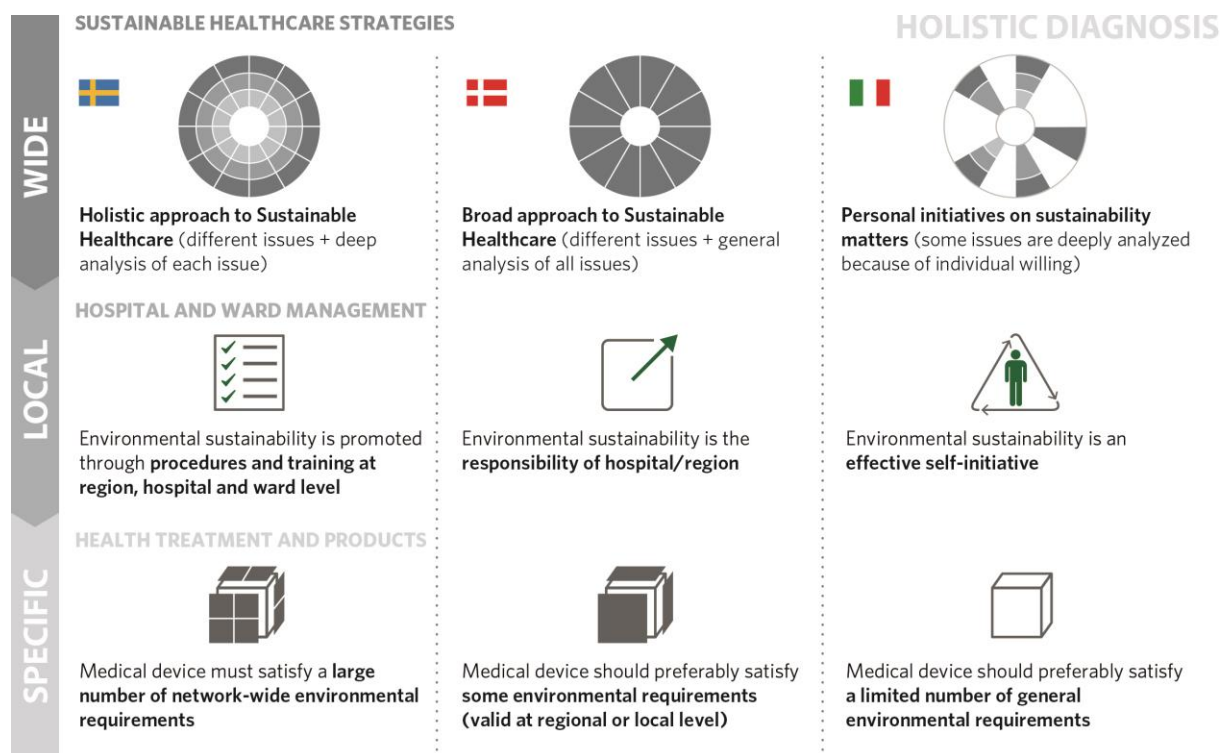 SUSTAINABLE HEALTHCARE STRATEGIES
HOLISTIC DIAGNOSIS
WIDE
Holistic approach to Sustainable
Healthcare (different issues + deep
analysis of each issue)
Broad approach to Sustainable
Healthcare (different issues + general
analysis of all issues)
Personal initiatives on sustainability
matters (some issues are deeply analyzed
because of individual willing)
LOCAL
HOSPITAL AND WARD MANAGEMENT
Environmental sustainability is promoted
through procedures and training at
region, hospital and ward level
Environmental sustainability is the
responsibility of hospital/region
Environmental sustainability is an
effective self-initiative
SPECIFIC
HEALTH TREATMENT AND PRODUCTS
Medical device must satisfy a large
number of network-wide environmental
requirements
Medical device should preferably satisfy
some environmental requirements
(valid at regional or local level)
Medical device should preferably satisfy
a limited number of general
environmental requirements